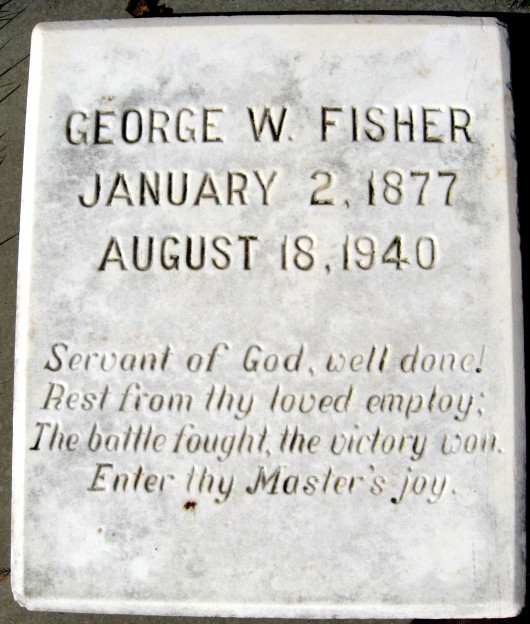 GEORGE W. FISHER
JANUARY 2, 1877
AUGUST 18, 1940
Servant of God, well done!
Rest from thy loved employ;
The battle fought, the victory won.
Enter thy Master's joy.